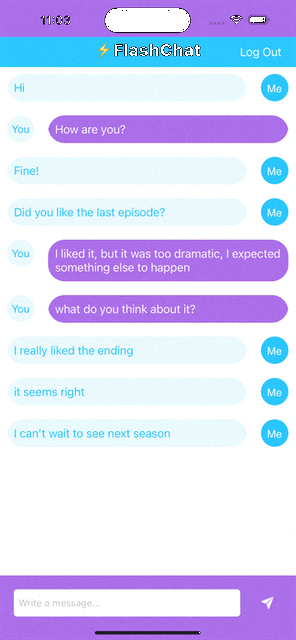 11:03
⚡️FlashChat
Log Out
Hi
Me
You
How are you?
Fine!
Me
Did you like the last episode?
Me
You
I liked it, but it was too dramatic, I expected
something else to happen
You
what do you think about it?
I really liked the ending
Me
it seems right
Me
I can't wait to see next season
Me
Write a message...